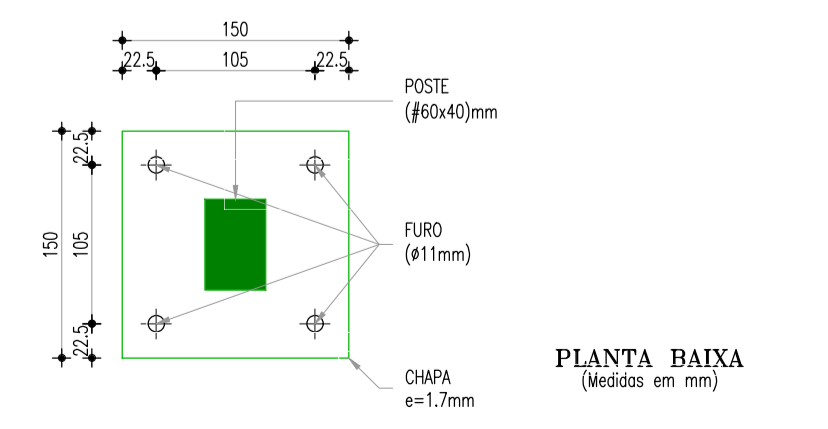 150
22.5
105
22.5
POSTE
(#60x40)mm
22.5
150
105
22.5
FURO
(ø11mm)
CHAPA
e=1.7mm
PLANTA BAIXA
(Medidas em mm)